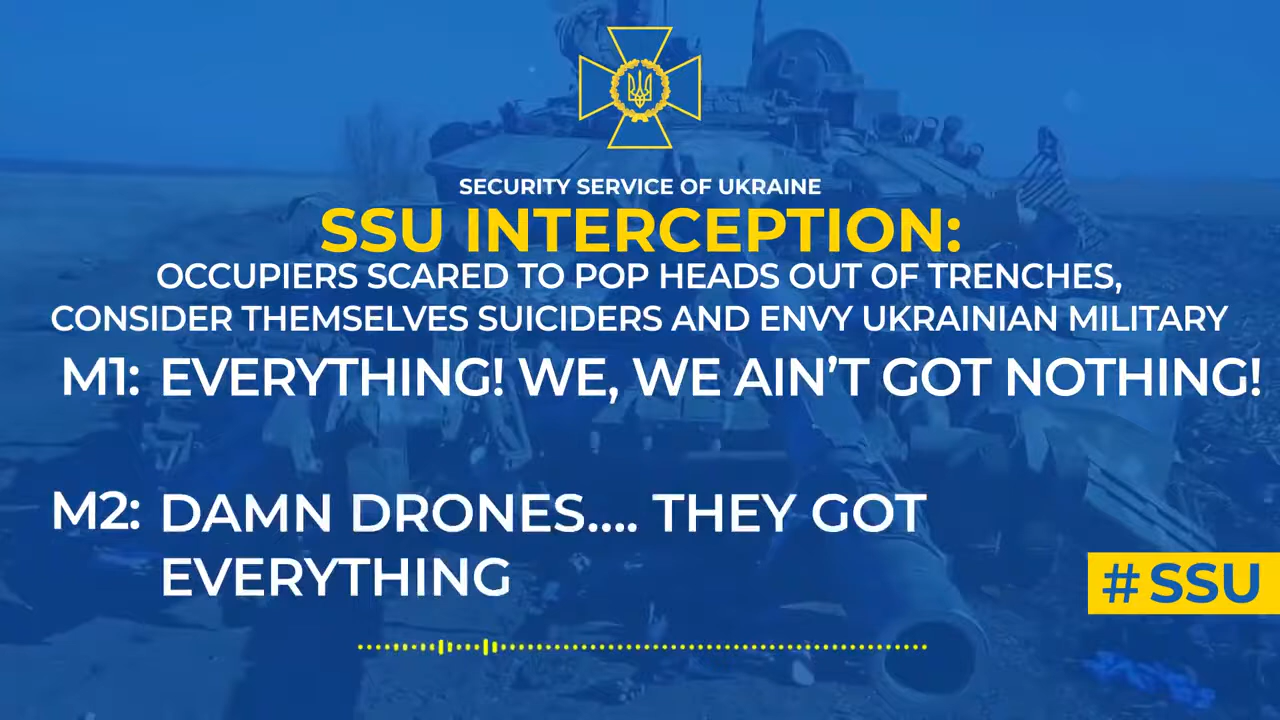 SECURITY SERVICE OF UKRAINE
SSU INTERCEPTION:
OCCUPIERS SCARED TO POP HEADS OUT OF TRENCHES,
CONSIDER THEMSELVES SUICIDERS AND ENVY UKRAINIAN MILITARY
M1: EVERYTHING! WE, WE AIN'T GOT NOTHING!
M2: DAMN DRONES.... THEY GOT
EVERYTHING
#SSU